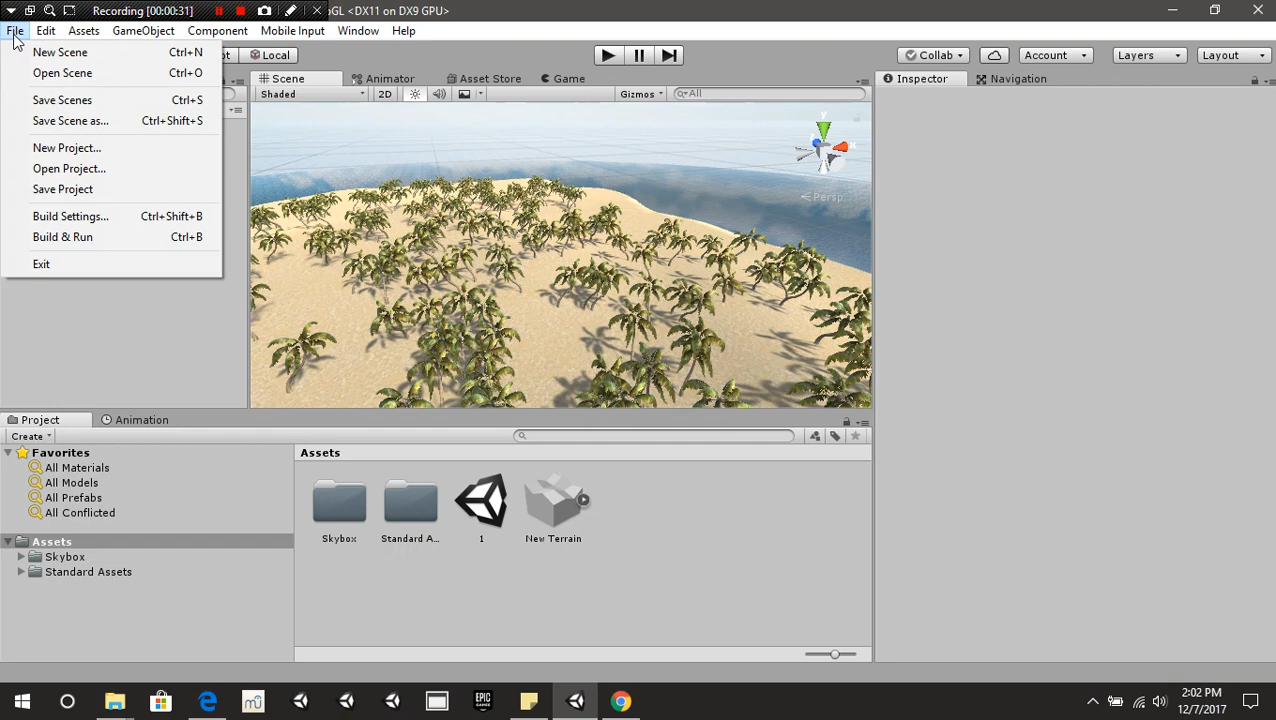 Recording [00:00:31]
pGL <DX11 on DX9 GPU>
File Edit Assets GameObject Component Mobile Input Window Help
New Scene Ctrl+N
Open Scene Ctrl+O
Save Scenes Ctrl+S
Save Scene as... Ctrl+Shift+S
New Project...
Open Project...
Save Project
Build Settings... Ctrl+Shift+B
Build & Run Ctrl+B
Exit
Local
Collab
Account
Layers
Layout
Scene Animator Asset Store Game
Shaded 2D Gizmos All
y
x
Persp
Inspector Navigation
Project Animation
Create
Favorites
All Materials
All Models
All Prefabs
All Conflicted
Assets
Skybox
Standard Assets
Assets
Skybox Standard A... 1 New Terrain
EPIC GAMES
2:02 PM
12/7/2017